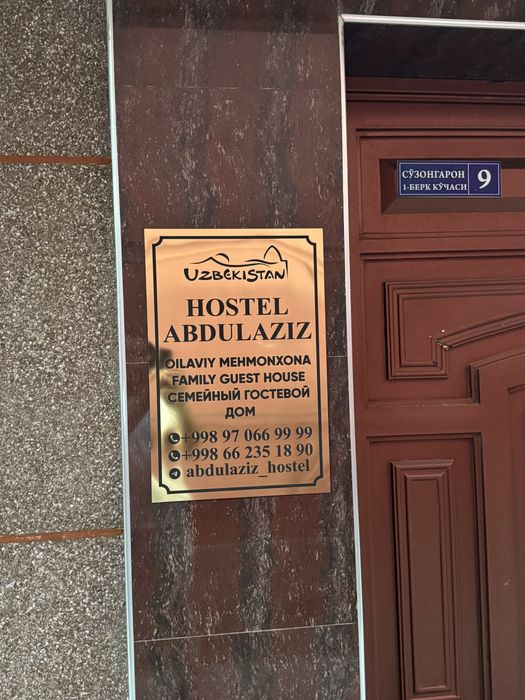 СЎЗОНГАРОН
1-БЕРК КЎЧАСИ
9
UZBEKISTAN
HOSTEL
ABDULAZIZ
OILAVIY MEHMONXONA
FAMILY GUEST HOUSE
СЕМЕЙНЫЙ ГОСТЕВОЙ
ДОМ
+998 97 066 99 99
+998 66 235 18 90
abdulaziz_hostel